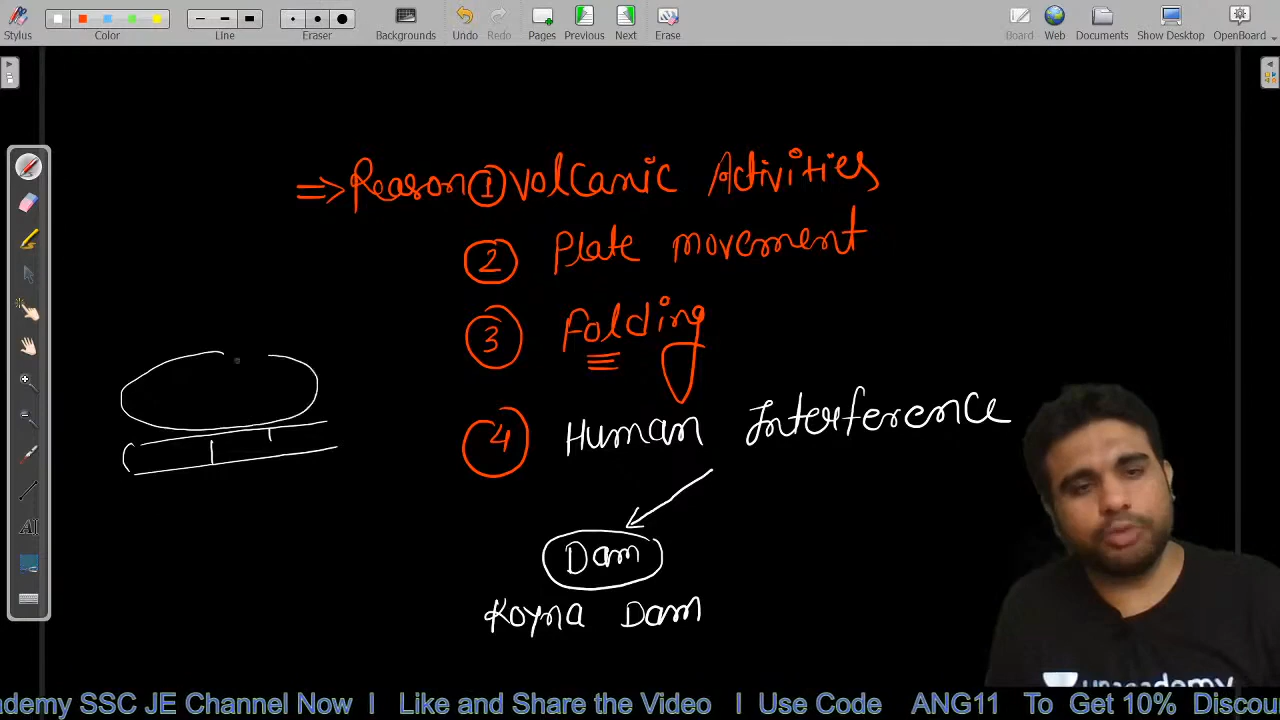 Stylus
Color
Line
Eraser
Backgrounds
Undo
Redo
Pages
Previous
Next
Erase
Board
Web
Documents
Show Desktop
OpenBoard
⇒ Reason ① Volcanic Activities
② Plate movement
③ Folding
④ Human Interference
Dam
Koyna Dam
unacademy
ademy SSC JE Channel Now I Like and Share the Video I Use Code ANG11 To Get 10% Discou